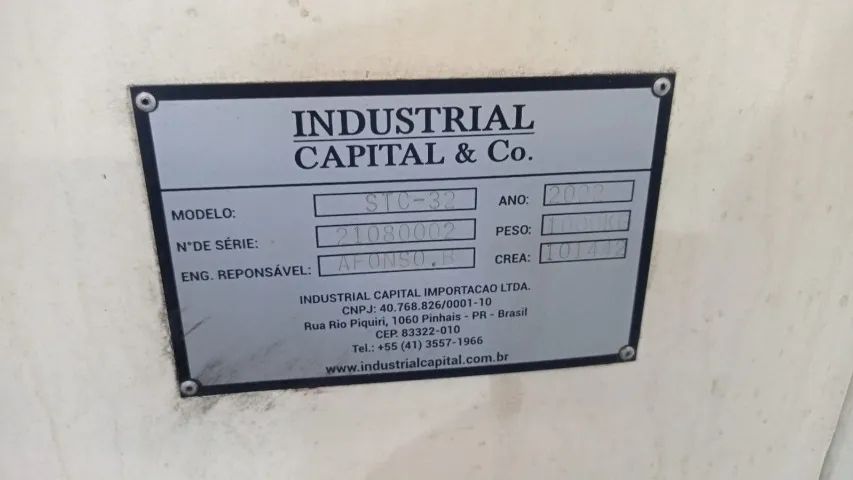 INDUSTRIAL
CAPITAL & Co.
MODELO: STC-32 ANO: 2022
N°DE SÉRIE: 21080002 PESO: 1000KG
ENG. REPONSÁVEL: AFONSO.B CREA: 101442
INDUSTRIAL CAPITAL IMPORTACAO LTDA.
CNPJ: 40.768.826/0001-10
Rua Rio Piquiri, 1060 Pinhais - PR - Brasil
CEP. 83322-010
Tel.: +55 (41) 3557-1966
www.industrialcapital.com.br